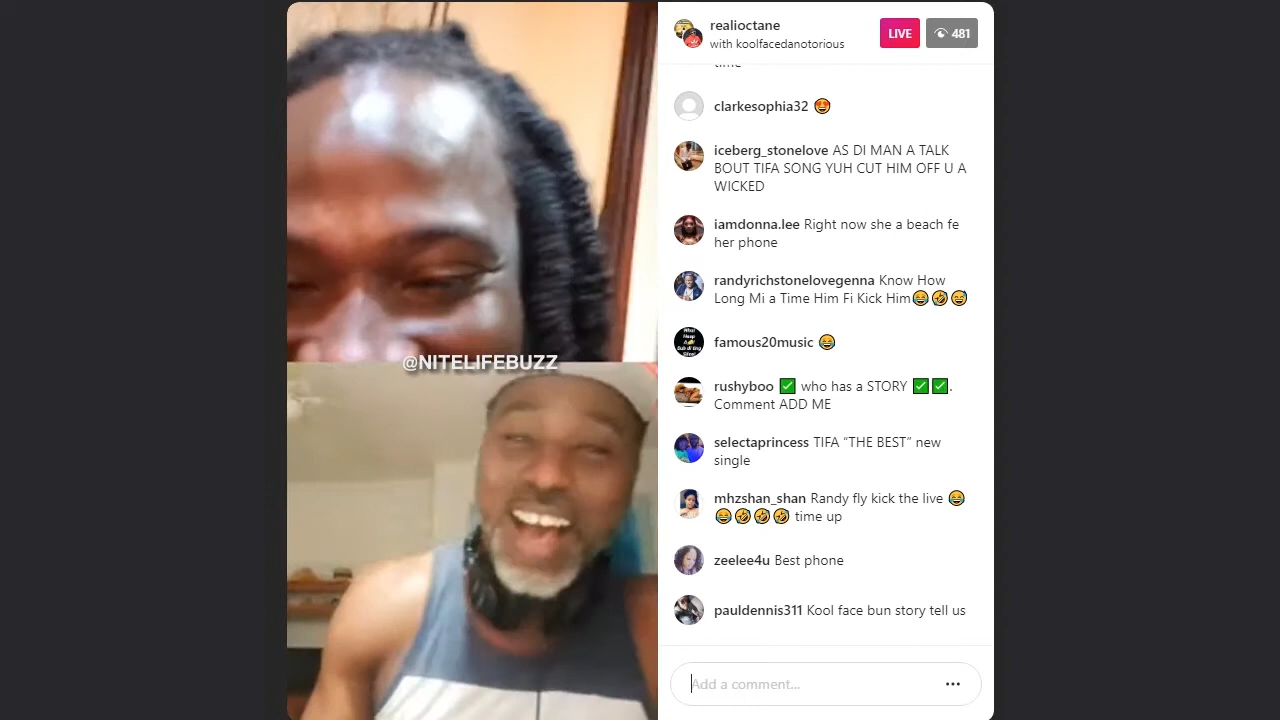 realioctane
with koolfacedanotorious
LIVE
481
time
clarkesophia32
iceberg_stonelove AS DI MAN A TALK
BOUT TIFA SONG YUH CUT HIM OFF U A
WICKED
iamdonna.lee Right now she a beach fe
her phone
randyrichstonelovegenna Know How
Long Mi a Time Him Fi Kick Him😂🤣😅
famous20music 😂
rushyboo ✅ who has a STORY ✅✅.
Comment ADD ME
selectaprincess TIFA “THE BEST” new
single
mhzshan_shan Randy fly kick the live 😂
😂🤣🤣🤣 time up
zeelee4u Best phone
pauldennis311 Kool face bun story tell us
Add a comment...
@NITELIFEBUZZ